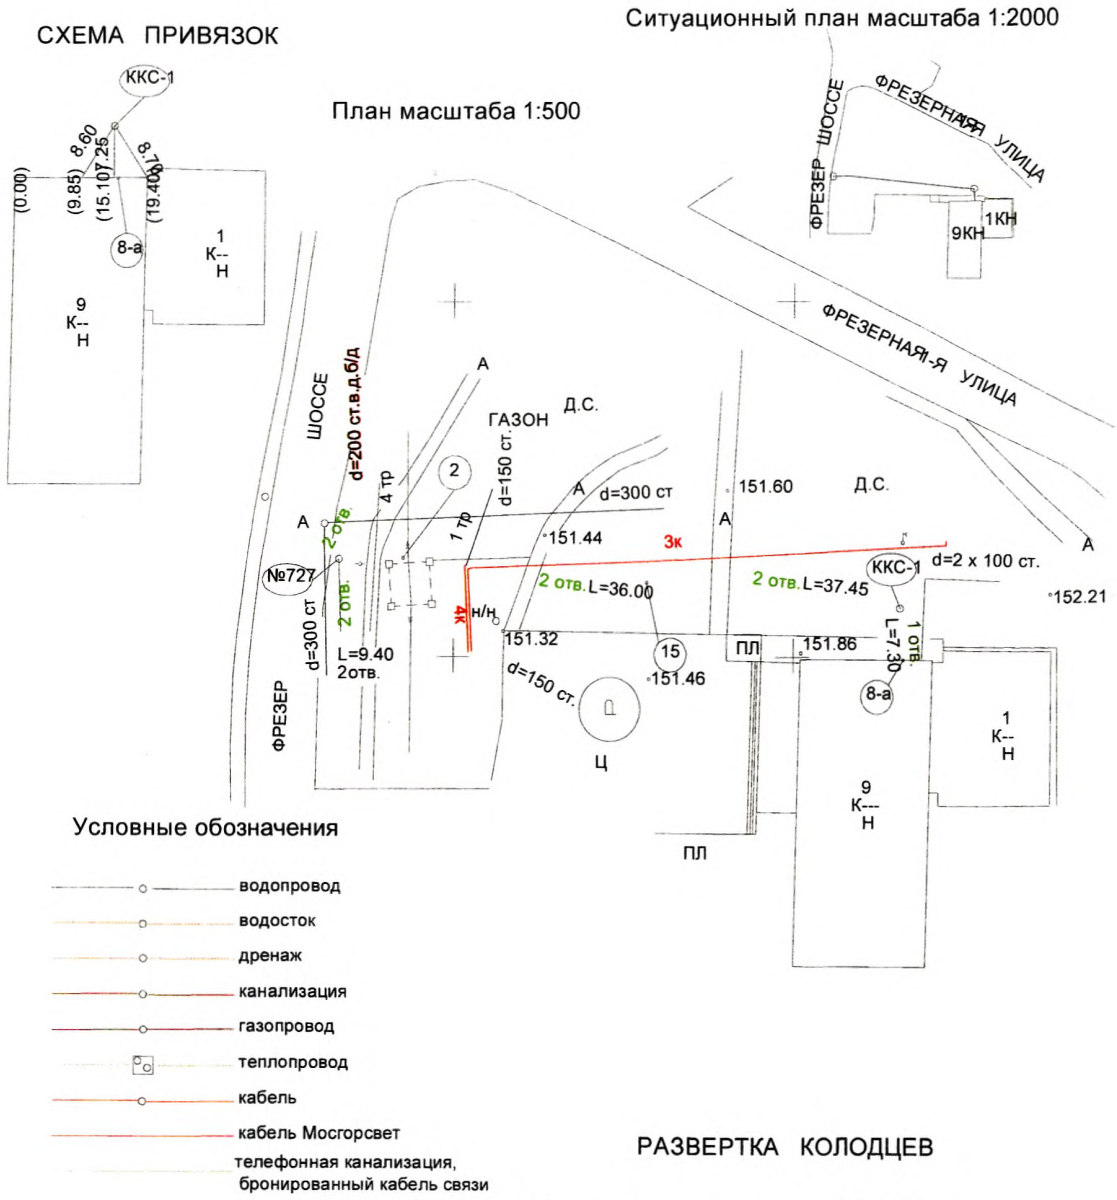 СХЕМА ПРИВЯЗОК
Ситуационный план масштаба 1:2000
ККС-1
План масштаба 1:500
8.60
7.25
8.70
(0.00)
(9.85)
(15.10)
(19.40)
8-а
1
К--
Н
9
К--
Н
ФРЕЗЕР ШОССЕ
ФРЕЗЕРНАЯ 1-Я УЛИЦА
9КН
1КН
ФРЕЗЕРНАЯ 1-Я УЛИЦА
ШОССЕ
d=200 ст.в.д.б/д
А
ГАЗОН
Д.С.
4 тр
2
d=150 ст.
1 тр
А
d=300 ст
151.60
Д.С.
А
2 отв.
А
151.44
3к
А
№727
2 отв.
ККС-1
d=2 x 100 ст.
2 отв.
L=36.00
2 отв.
L=37.45
152.21
4к
н/н
d=300 ст
151.32
15
ПЛ
151.86
L=7.30
1 отв.
L=9.40
2отв.
d=150 ст.
151.46
8-а
ФРЕЗЕР
П
Ц
1
К--
Н
9
К---
Н
ПЛ
Условные обозначения
водопровод
водосток
дренаж
канализация
газопровод
теплопровод
кабель
кабель Мосгорсвет
телефонная канализация,
бронированный кабель связи
РАЗВЕРТКА КОЛОДЦЕВ